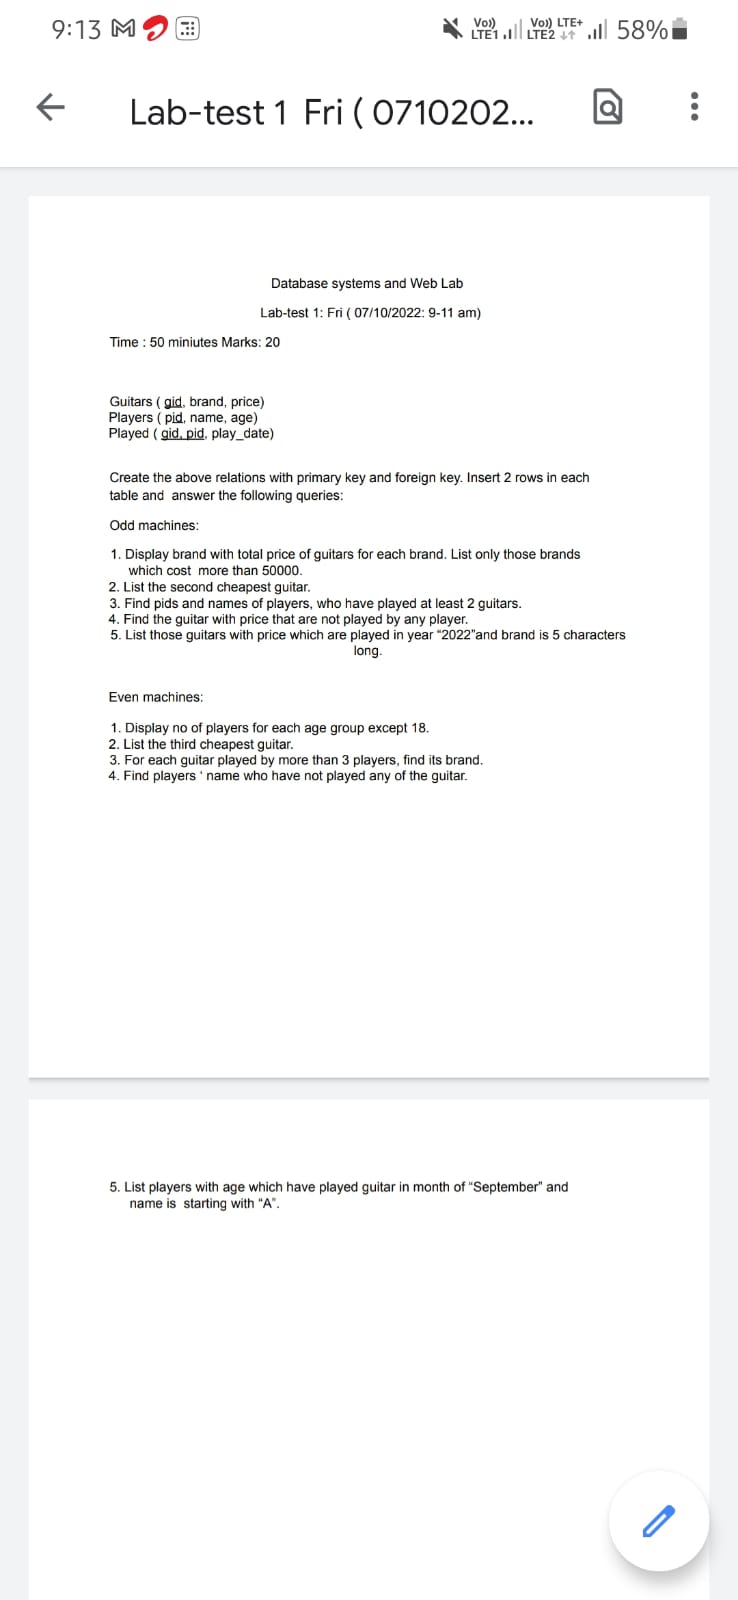 9:13
Vo)) LTE1 Vo)) LTE+ LTE2 58%
Lab-test 1 Fri ( 0710202...
Database systems and Web Lab
Lab-test 1: Fri ( 07/10/2022: 9-11 am)
Time : 50 miniutes Marks: 20
Guitars ( gid, brand, price)
Players ( pid, name, age)
Played ( gid, pid, play_date)
Create the above relations with primary key and foreign key. Insert 2 rows in each
table and answer the following queries:
Odd machines:
1. Display brand with total price of guitars for each brand. List only those brands
which cost more than 50000.
2. List the second cheapest guitar.
3. Find pids and names of players, who have played at least 2 guitars.
4. Find the guitar with price that are not played by any player.
5. List those guitars with price which are played in year “2022”and brand is 5 characters
long.
Even machines:
1. Display no of players for each age group except 18.
2. List the third cheapest guitar.
3. For each guitar played by more than 3 players, find its brand.
4. Find players ‘ name who have not played any of the guitar.
5. List players with age which have played guitar in month of “September” and
name is starting with “A”.